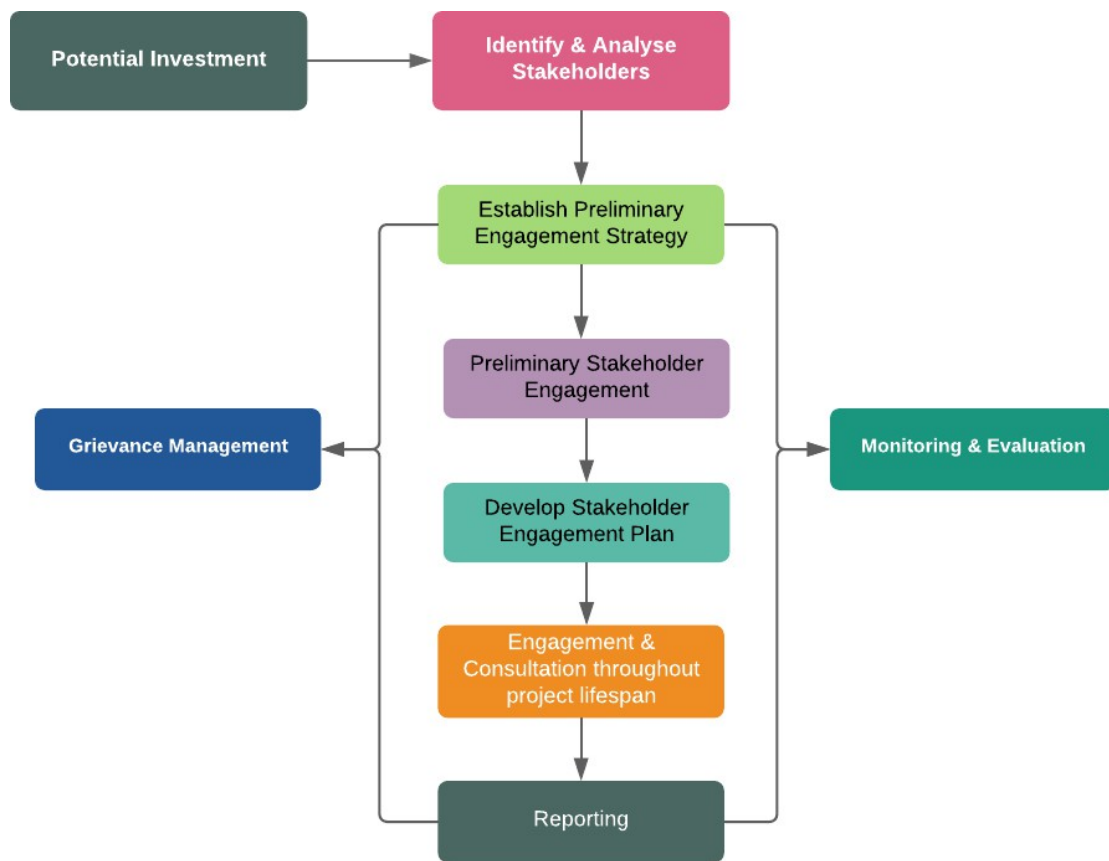 Potential Investment
Identify & Analyse
Stakeholders
Establish Preliminary
Engagement Strategy
Preliminary Stakeholder
Engagement
Grievance Management
Monitoring & Evaluation
Develop Stakeholder
Engagement Plan
Engagement &
Consultation throughout
project lifespan
Reporting